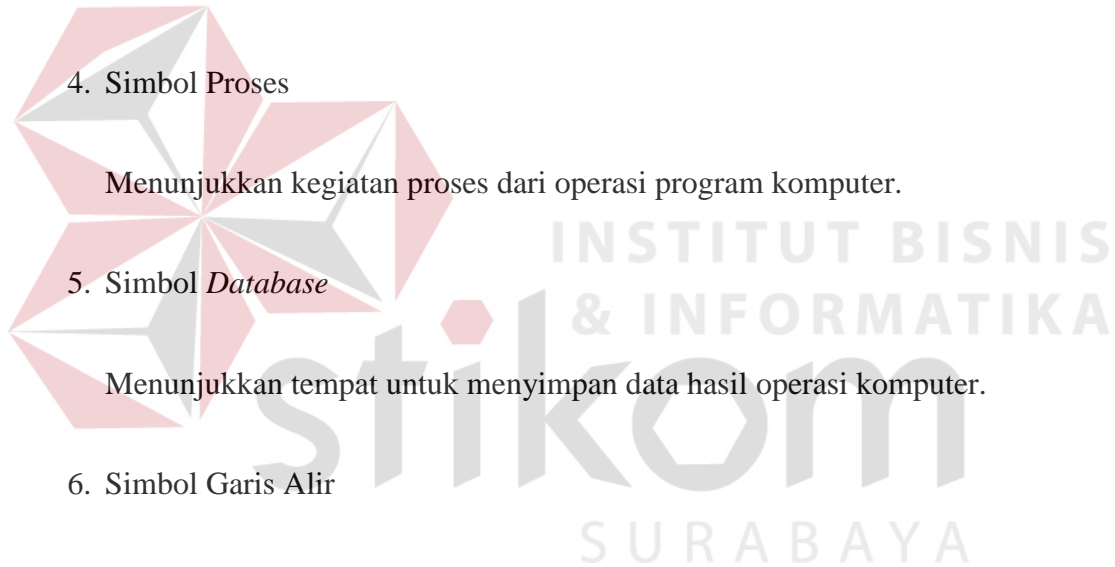 4. Simbol Proses
Menunjukkan kegiatan proses dari operasi program komputer.
INSTITUT BISNIS
5. Simbol Database
& INFORMATIKA
stikom
Menunjukkan tempat untuk menyimpan data hasil operasi komputer.
6. Simbol Garis Alir
SURABAYA